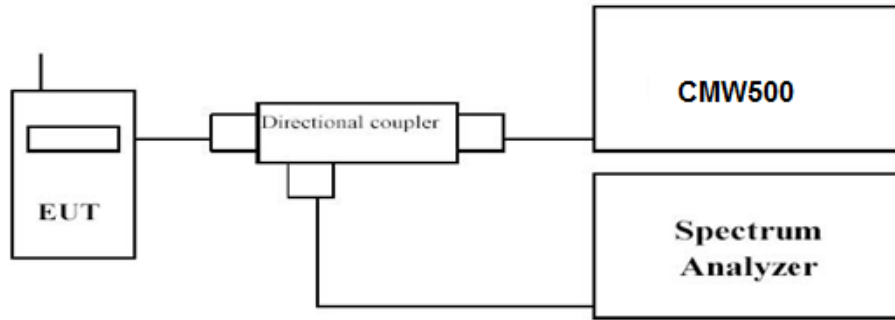 EUT
Directional coupler
CMW500
Spectrum
Analyzer